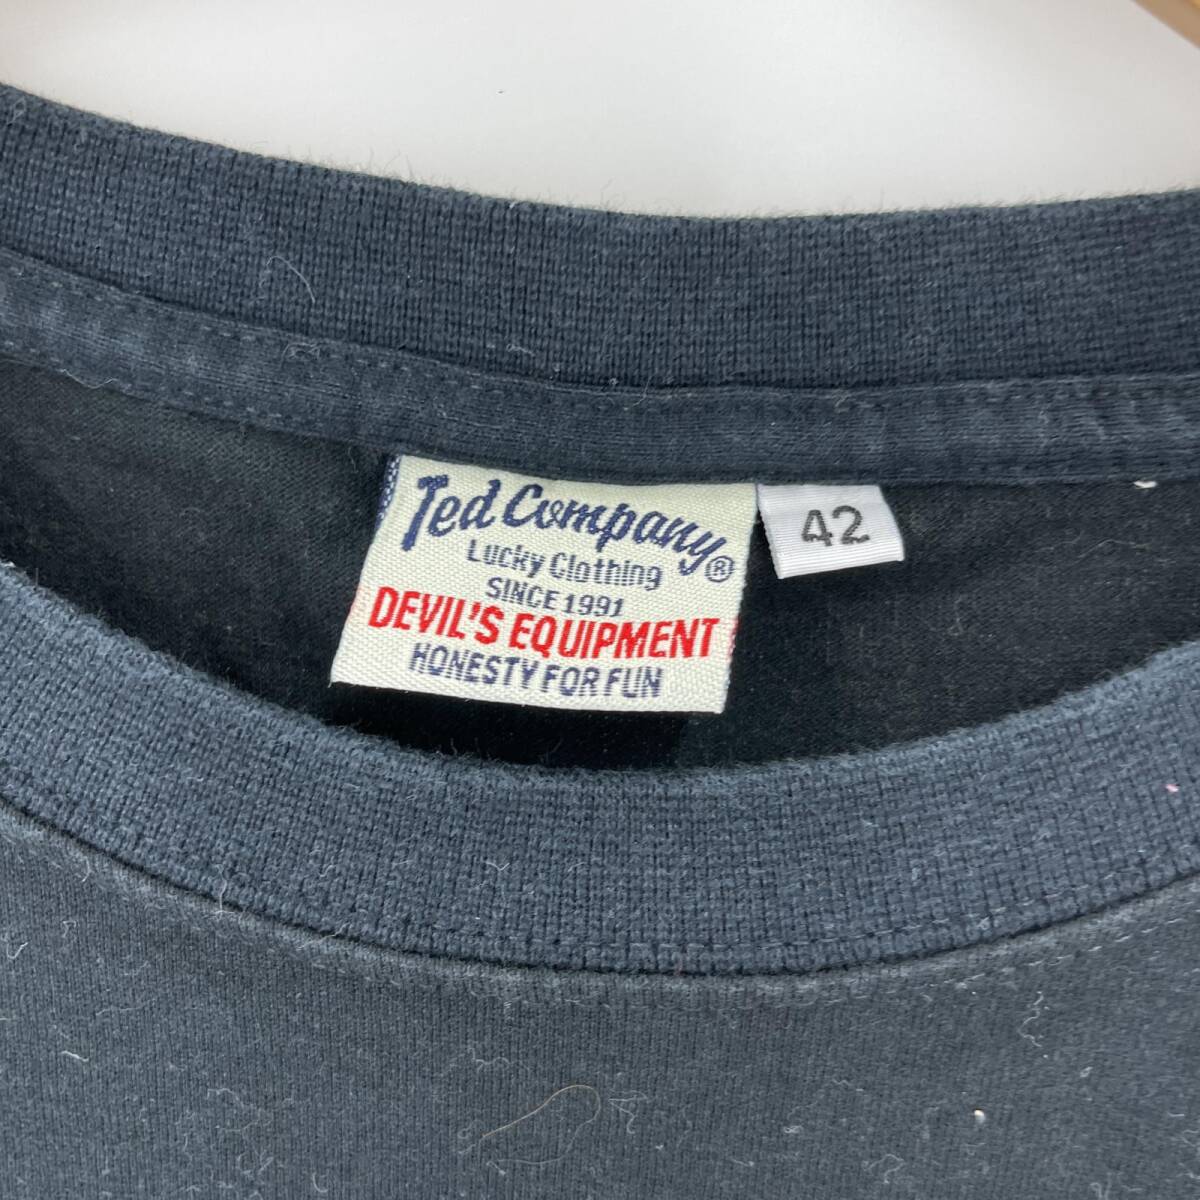 Ted Company®
Lucky Clothing
SINCE 1991
DEVIL'S EQUIPMENT
HONESTY FOR FUN
42